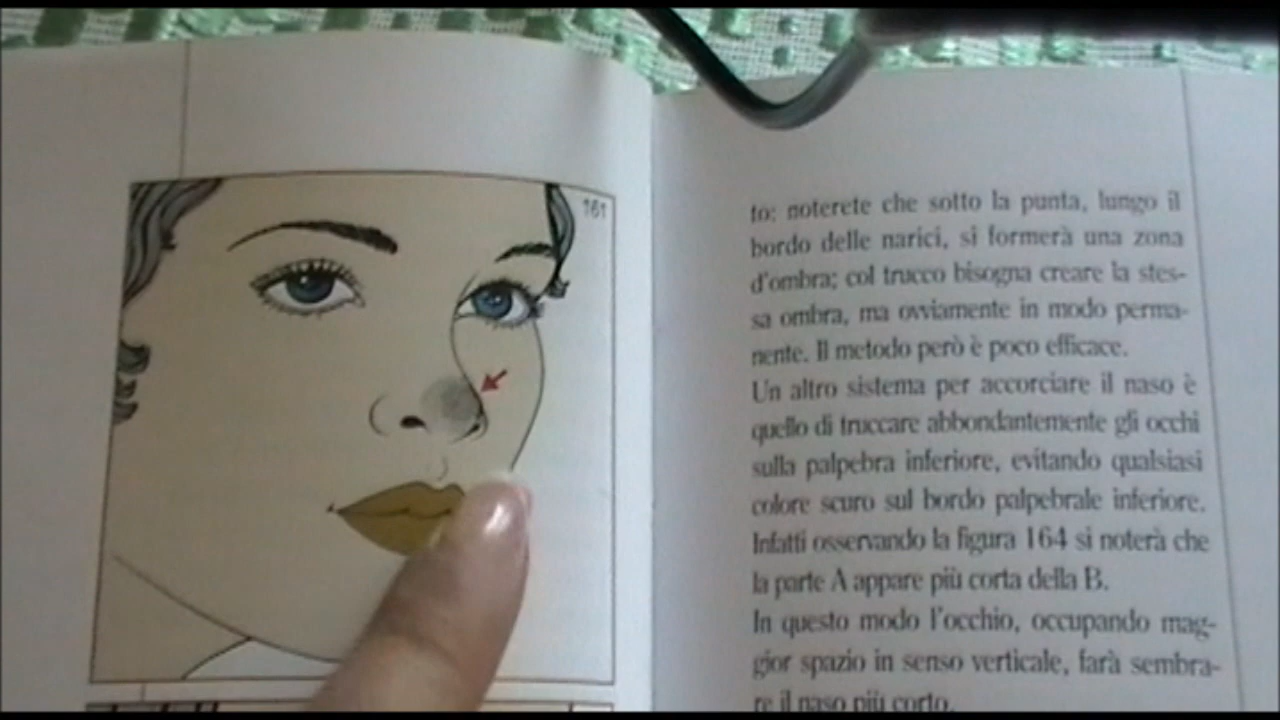 161
to: noterete che sotto la punta, lungo il
bordo delle narici, si formerà una zona
d'ombra; col trucco bisogna creare la stes-
sa ombra, ma ovviamente in modo perma-
nente. Il metodo però è poco efficace.
Un altro sistema per accorciare il naso è
quello di truccare abbondantemente gli occhi
sulla palpebra inferiore, evitando qualsiasi
colore scuro sul bordo palpebrale inferiore.
Infatti osservando la figura 164 si noterà che
la parte A appare più corta della B.
In questo modo l'occhio, occupando mag-
gior spazio in senso verticale, farà sembra-
re il naso più corto.